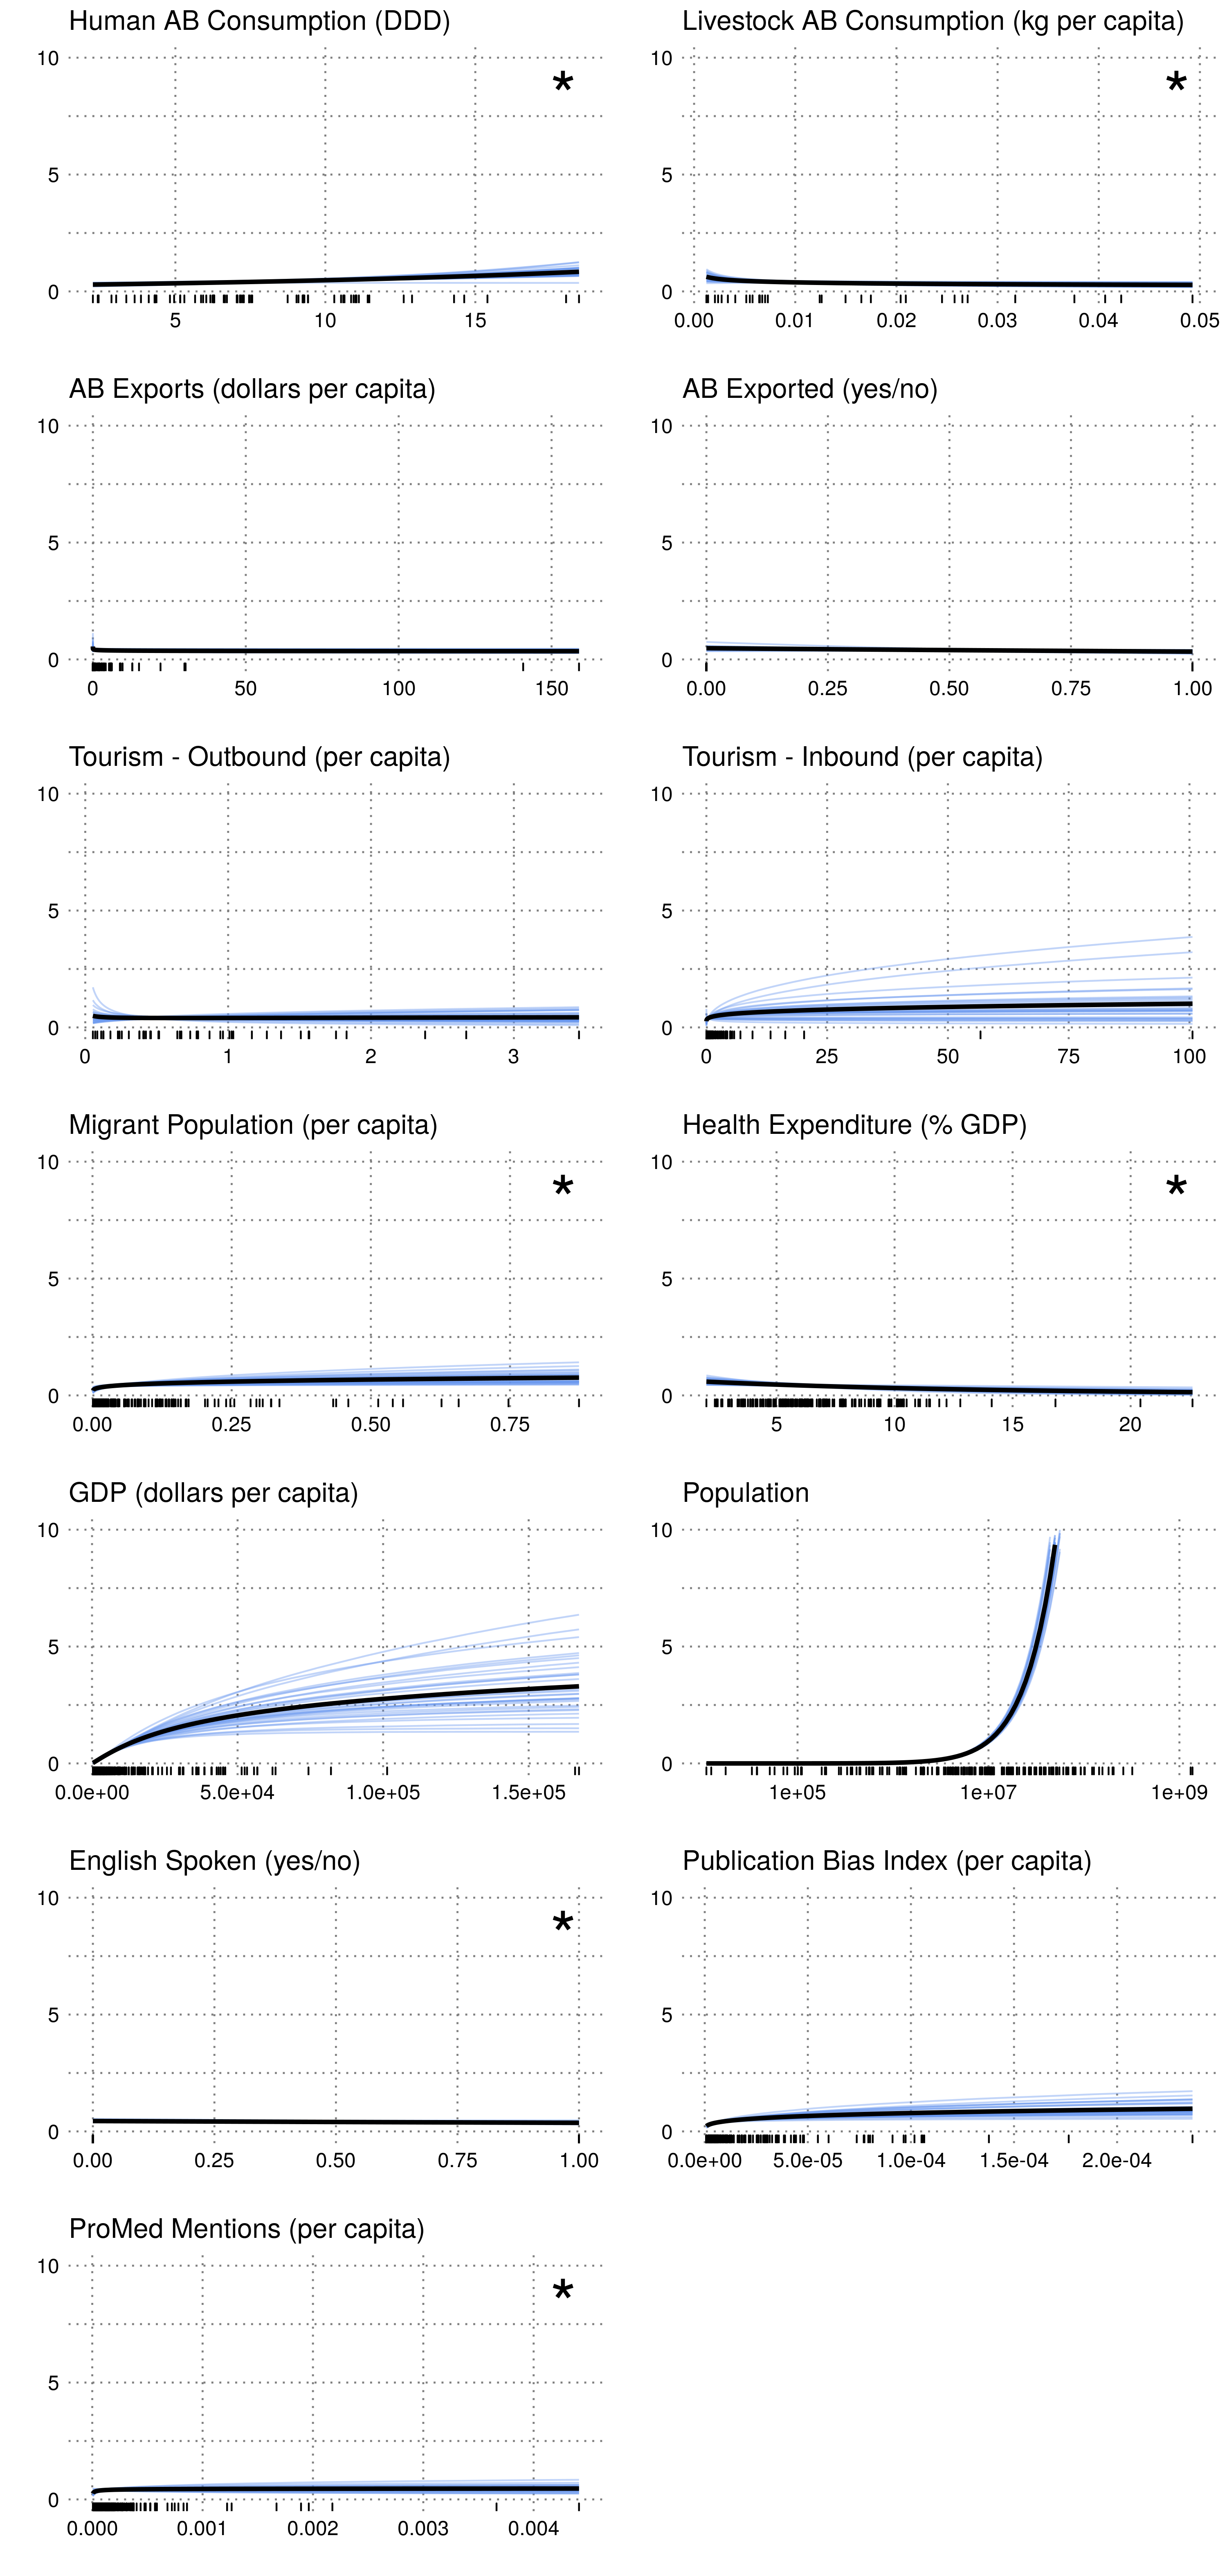 Human AB Consumption (DDD)
10
5
0
5 10 15
*
Livestock AB Consumption (kg per capita)
10
5
0
0.00 0.01 0.02 0.03 0.04 0.05
*
AB Exports (dollars per capita)
10
5
0
0 50 100 150
AB Exported (yes/no)
10
5
0
0.00 0.25 0.50 0.75 1.00
Tourism - Outbound (per capita)
10
5
0
0 1 2 3
Tourism - Inbound (per capita)
10
5
0
0 25 50 75 100
Migrant Population (per capita)
10
5
0
0.00 0.25 0.50 0.75
*
Health Expenditure (% GDP)
10
5
0
5 10 15 20
*
GDP (dollars per capita)
10
5
0
0.0e+00 5.0e+04 1.0e+05 1.5e+05
Population
10
5
0
1e+05 1e+07 1e+09
English Spoken (yes/no)
10
5
0
0.00 0.25 0.50 0.75 1.00
*
Publication Bias Index (per capita)
10
5
0
0.0e+00 5.0e-05 1.0e-04 1.5e-04 2.0e-04
ProMed Mentions (per capita)
10
5
0
0.000 0.001 0.002 0.003 0.004
*